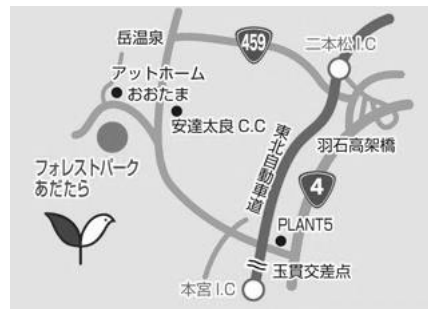 岳温泉
459
二本松I.C
アットホーム
おおたま
安達太良 C.C
東北自動車道
羽石高架橋
フォレストパーク
あだたら
4
PLANT5
玉貫交差点
本宮I.C